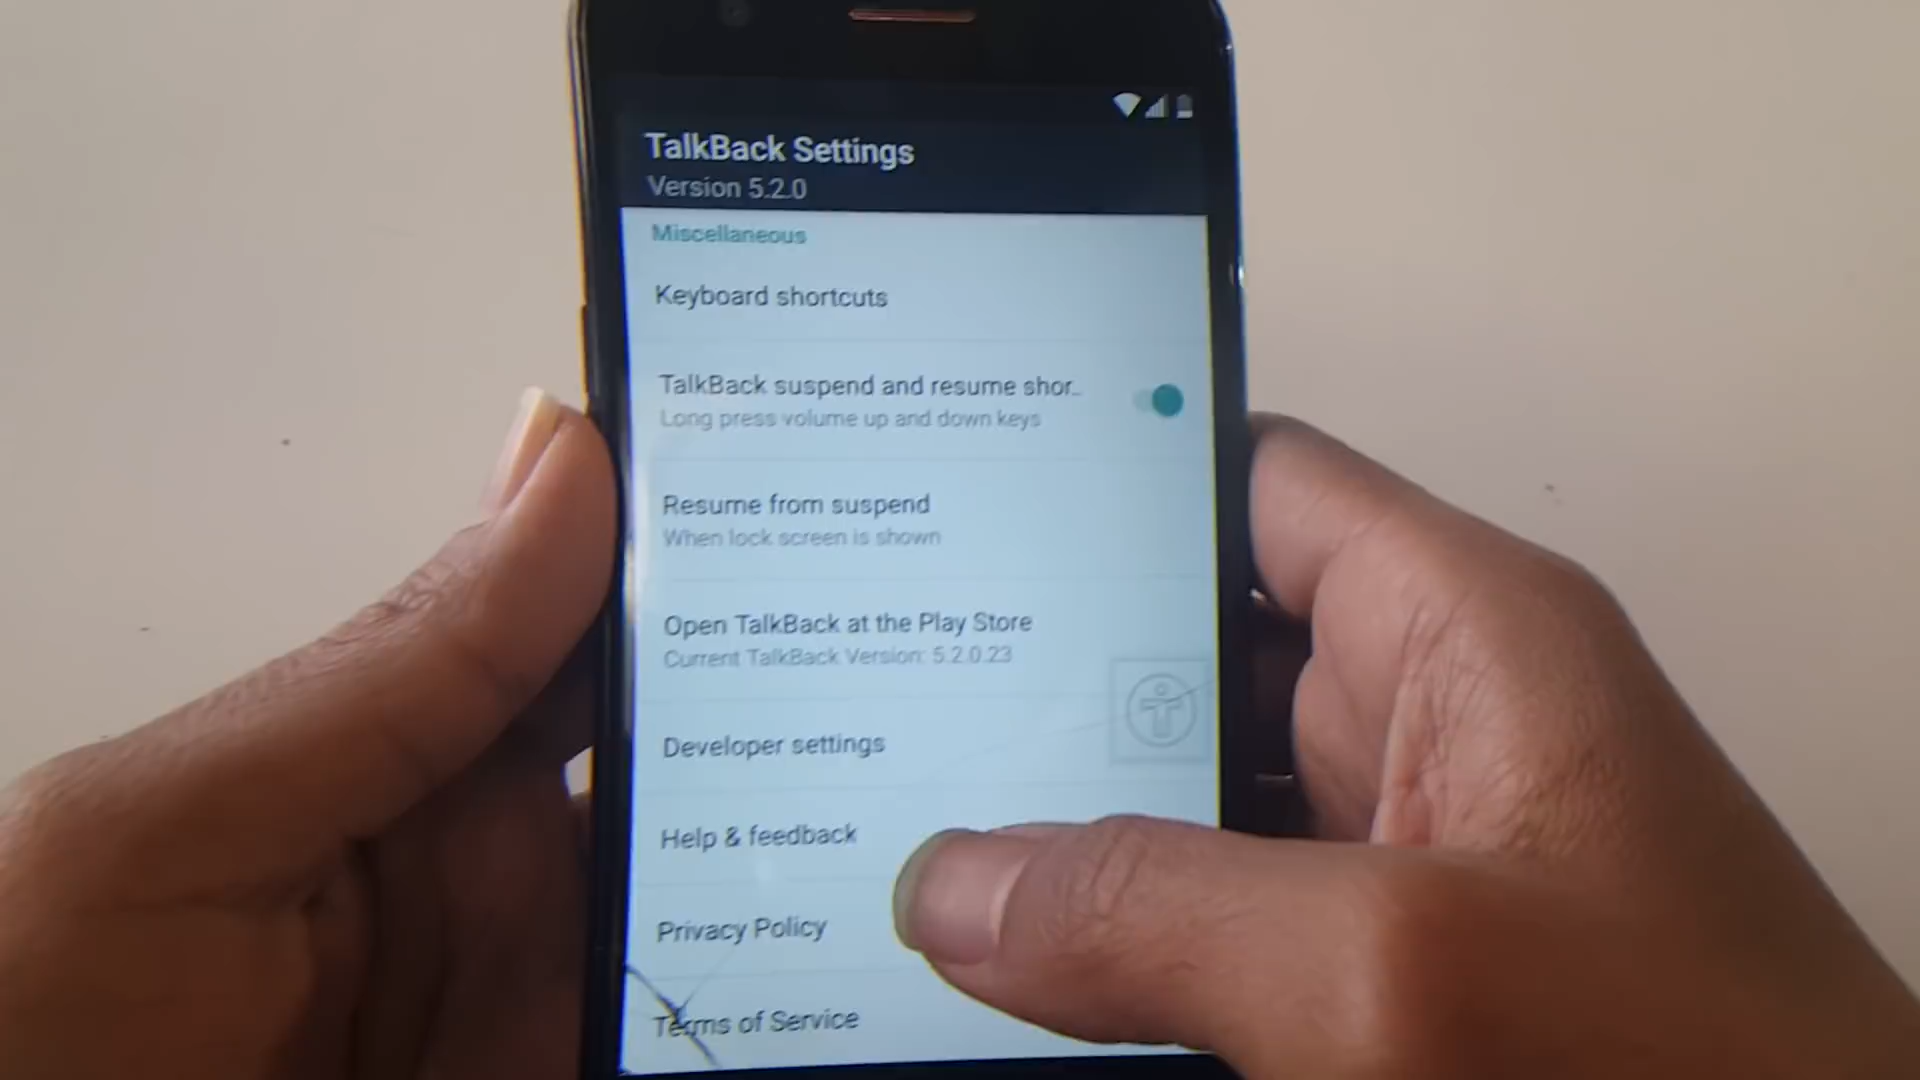 TalkBack Settings
Version 5.2.0
Miscellaneous
Keyboard shortcuts
TalkBack suspend and resume shor..
Long press volume up and down keys
Resume from suspend
When lock screen is shown
Open TalkBack at the Play Store
Current TalkBack Version: 5.2.0.23
Developer settings
Help & feedback
Privacy Policy
Terms of Service